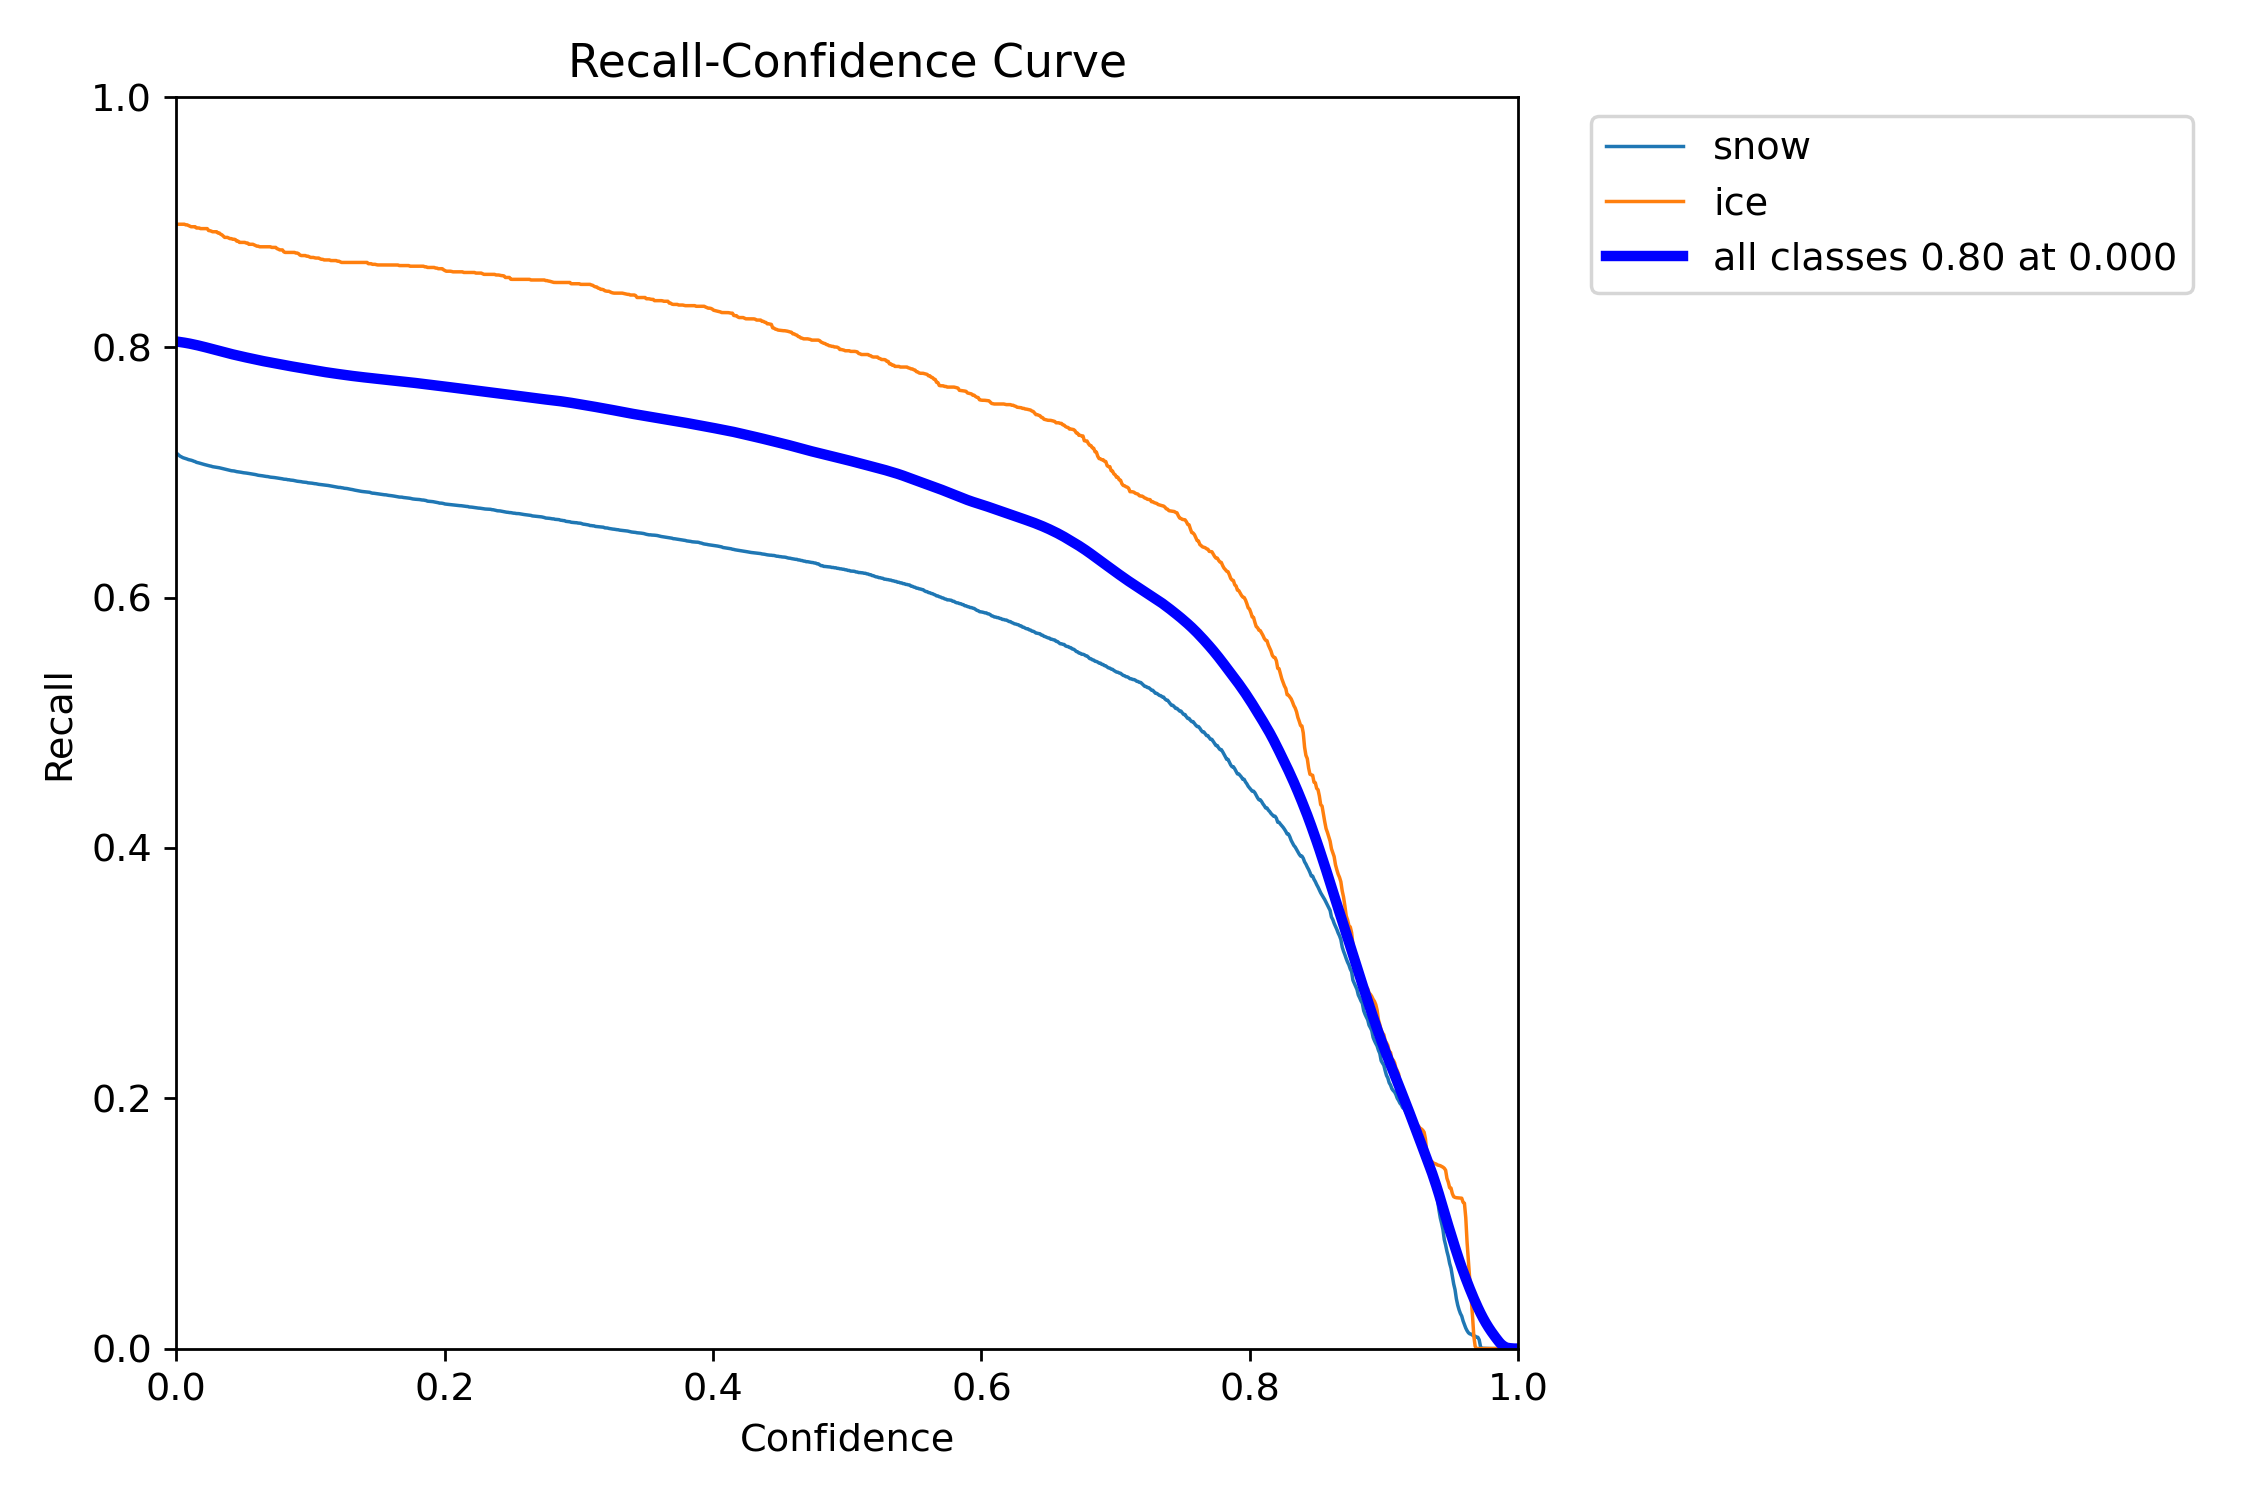 Recall-Confidence Curve
1.0
0.8
0.6
0.4
0.2
0.0
Recall
0.0 0.2 0.4 0.6 0.8 1.0
Confidence
snow
ice
all classes 0.80 at 0.000